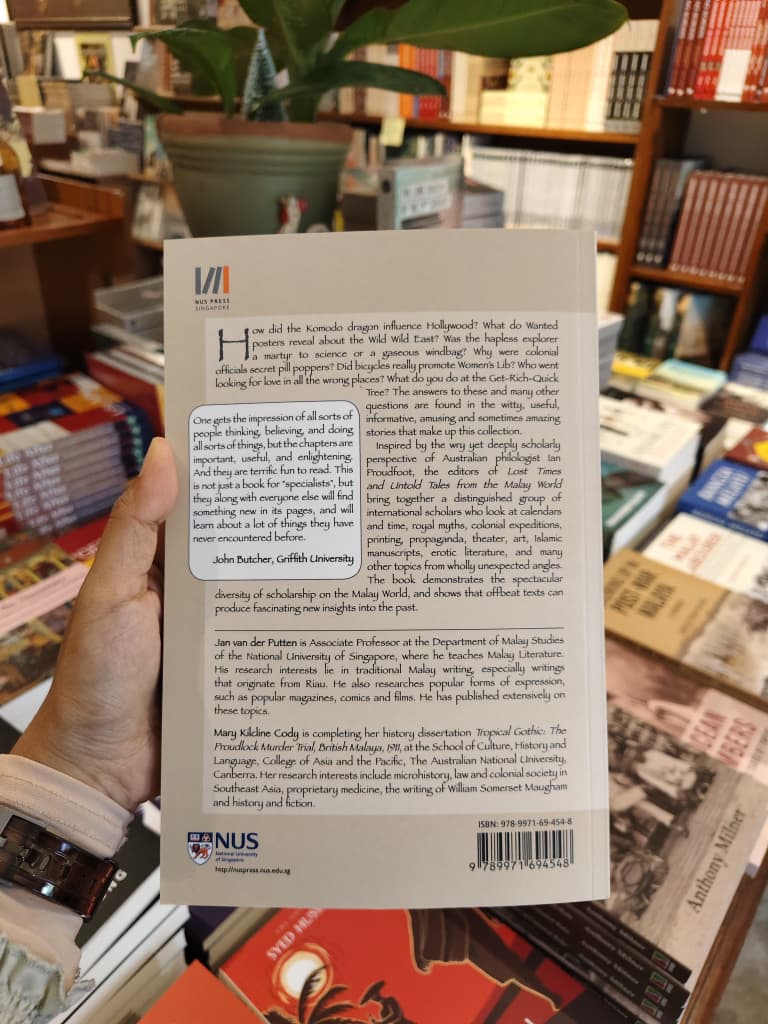 NUS PRESS
SINGAPORE
How did the Komodo dragon influence Hollywood? What do Wanted
posters reveal about the Wild Wild East? Was the hapless explorer
a martyr to science or a gaseous windbag? Why were colonial
officials secret pill poppers? Did bicycles really promote Women's Lib? Who went
looking for love in all the wrong places? What do you do at the Get-Rich-Quick
Tree? The answers to these and many other
questions are found in the witty, useful,
informative, amusing and sometimes amazing
stories that make up this collection.
Inspired by the wry yet deeply scholarly
perspective of Australian philologist Ian
Proudfoot, the editors of Lost Times
and Untold Tales from the Malay World
bring together a distinguished group of
international scholars who look at calendars
and time, royal myths, colonial expeditions,
printing, propaganda, theater, art, Islamic
manuscripts, erotic literature, and many
other topics from wholly unexpected angles.
The book demonstrates the spectacular
diversity of scholarship on the Malay World, and shows that offbeat texts can
produce fascinating new insights into the past.
One gets the impression of all sorts of
people thinking, believing, and doing
all sorts of things, but the chapters are
important, useful, and enlightening.
And they are terrific fun to read. This
is not just a book for "specialists", but
they along with everyone else will find
something new in its pages, and will
learn about a lot of things they have
never encountered before.
John Butcher, Griffith University
Jan van der Putten is Associate Professor at the Department of Malay Studies
of the National University of Singapore, where he teaches Malay Literature.
His research interests lie in traditional Malay writing, especially writings
that originate from Riau. He also researches popular forms of expression,
such as popular magazines, comics and films. He has published extensively on
these topics.
Mary Kilcline Cody is completing her history dissertation Tropical Gothic: The
Proudlock Murder Trial, British Malaya, 1911, at the School of Culture, History and
Language, College of Asia and the Pacific, The Australian National University,
Canberra. Her research interests include microhistory, law and colonial society in
Southeast Asia, proprietary medicine, the writing of William Somerset Maugham
and history and fiction.
NUS
National University
of Singapore
http://nuspress.nus.edu.sg
ISBN: 978-9971-69-454-8
9 789971 694548
Anthony Milner
SYED HU